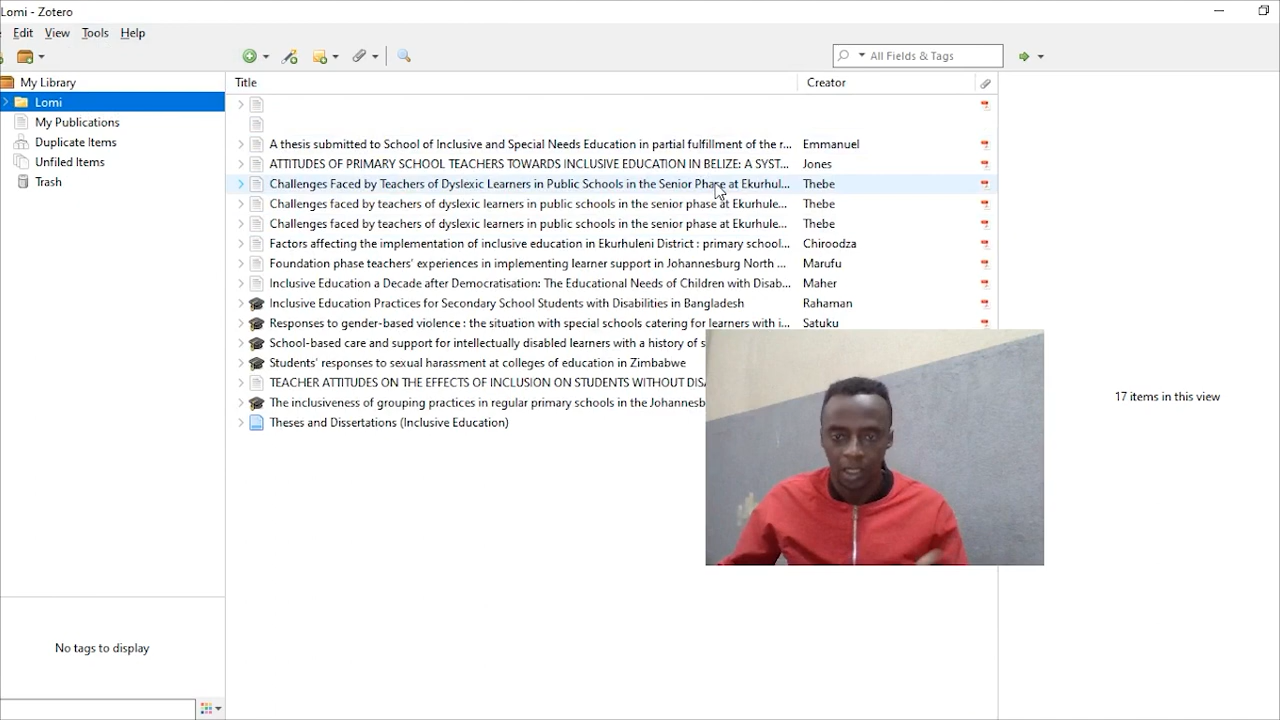 Lomi - Zotero
Edit View Tools Help
All Fields & Tags
My Library
Lomi
My Publications
Duplicate Items
Unfiled Items
Trash
Title Creator
A thesis submitted to School of Inclusive and Special Needs Education in partial fulfillment of the r... Emmanuel
ATTITUDES OF PRIMARY SCHOOL TEACHERS TOWARDS INCLUSIVE EDUCATION IN BELIZE: A SYST... Jones
Challenges Faced by Teachers of Dyslexic Learners in Public Schools in the Senior Phase at Ekurhul... Thebe
Challenges faced by teachers of dyslexic learners in public schools in the senior phase at Ekurhule... Thebe
Challenges faced by teachers of dyslexic learners in public schools in the senior phase at Ekurhule... Thebe
Factors affecting the implementation of inclusive education in Ekurhuleni District : primary school... Chiroodza
Foundation phase teachers' experiences in implementing learner support in Johannesburg North ... Marufu
Inclusive Education a Decade after Democratisation: The Educational Needs of Children with Disab... Maher
Inclusive Education Practices for Secondary School Students with Disabilities in Bangladesh Rahaman
Responses to gender-based violence : the situation with special schools catering for learners with i... Satuku
School-based care and support for intellectually disabled learners with a history of s
Students' responses to sexual harassment at colleges of education in Zimbabwe
TEACHER ATTITUDES ON THE EFFECTS OF INCLUSION ON STUDENTS WITHOUT DISA
The inclusiveness of grouping practices in regular primary schools in the Johannesb
Theses and Dissertations (Inclusive Education)
17 items in this view
No tags to display